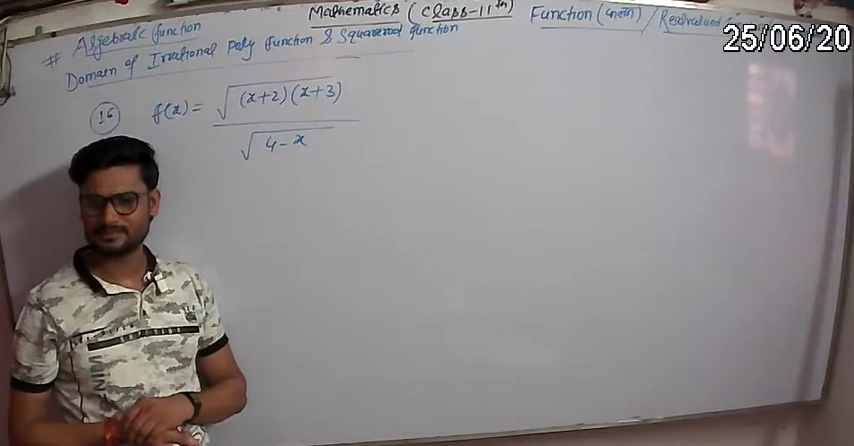 Mathematics (Class-11th) Function (फलन) / Realvalued
25/06/20
# Algebraic function
Domain of Irrational poly function & Squareroot function
16 f(x) = √(x+2)(x+3)
√4-x